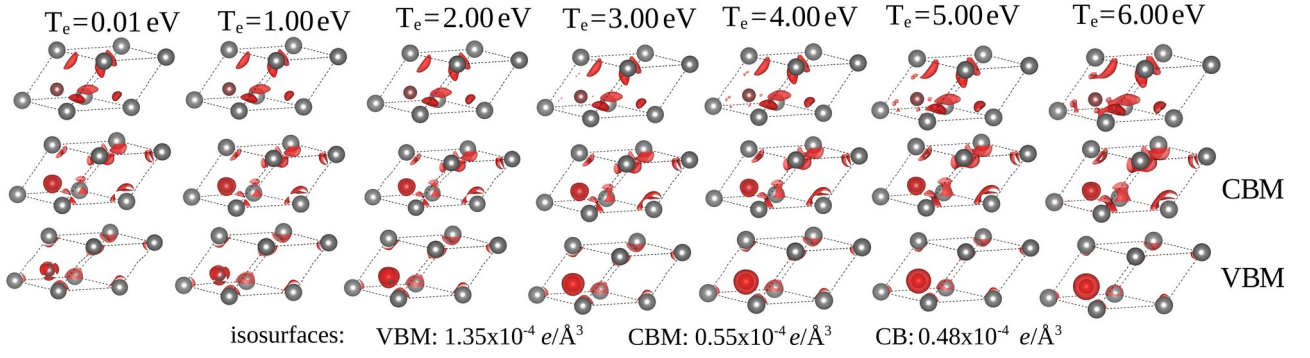 Tₑ=0.01 eV Tₑ=1.00 eV Tₑ=2.00 eV Tₑ=3.00 eV Tₑ=4.00 eV Tₑ=5.00 eV Tₑ=6.00 eV
CBM
VBM
isosurfaces: VBM: 1.35x10⁻⁴ e/Å³ CBM: 0.55x10⁻⁴ e/Å³ CB: 0.48x10⁻⁴ e/Å³